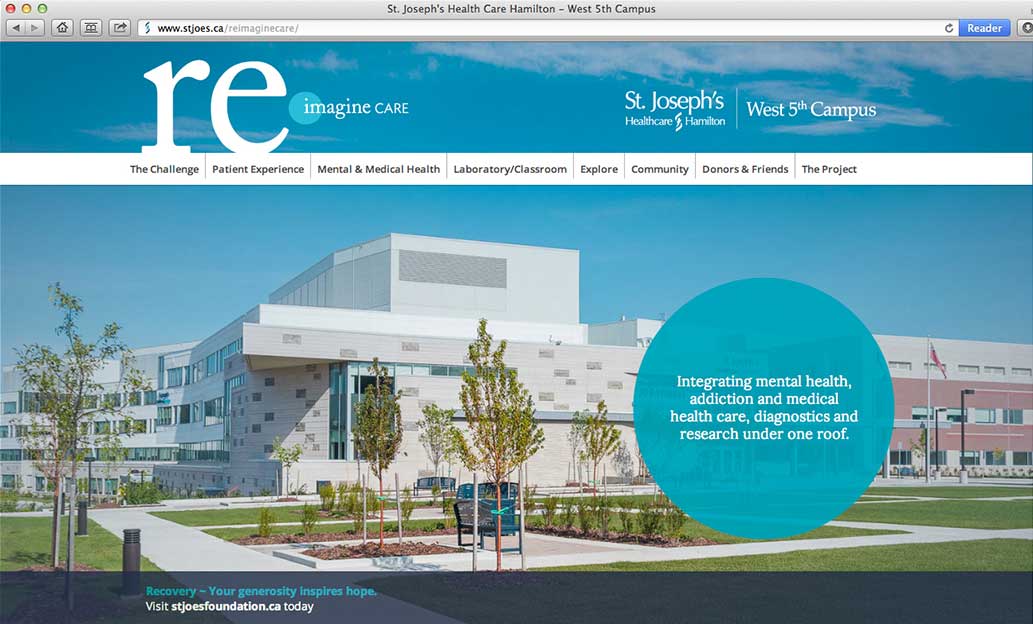 St. Joseph's Health Care Hamilton – West 5th Campus
www.stjoes.ca/reimaginecare/
Reader
re
imagine CARE
St. Joseph's
Healthcare Hamilton
West 5th Campus
The Challenge
Patient Experience
Mental & Medical Health
Laboratory/Classroom
Explore
Community
Donors & Friends
The Project
Integrating mental health,
addiction and medical
health care, diagnostics and
research under one roof.
Recovery ~ Your generosity inspires hope.
Visit stjoesfoundation.ca today